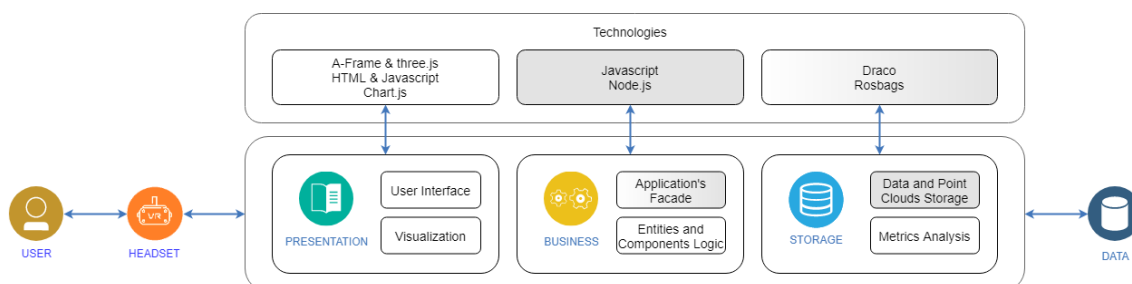 Technologies
A-Frame & three.js
HTML & Javascript
Chart.js
Javascript
Node.js
Draco
Rosbags
User Interface
Visualization
PRESENTATION
Application's
Facade
Entities and
Components Logic
BUSINESS
Data and Point
Clouds Storage
Metrics Analysis
STORAGE
USER
VR
HEADSET
DATA